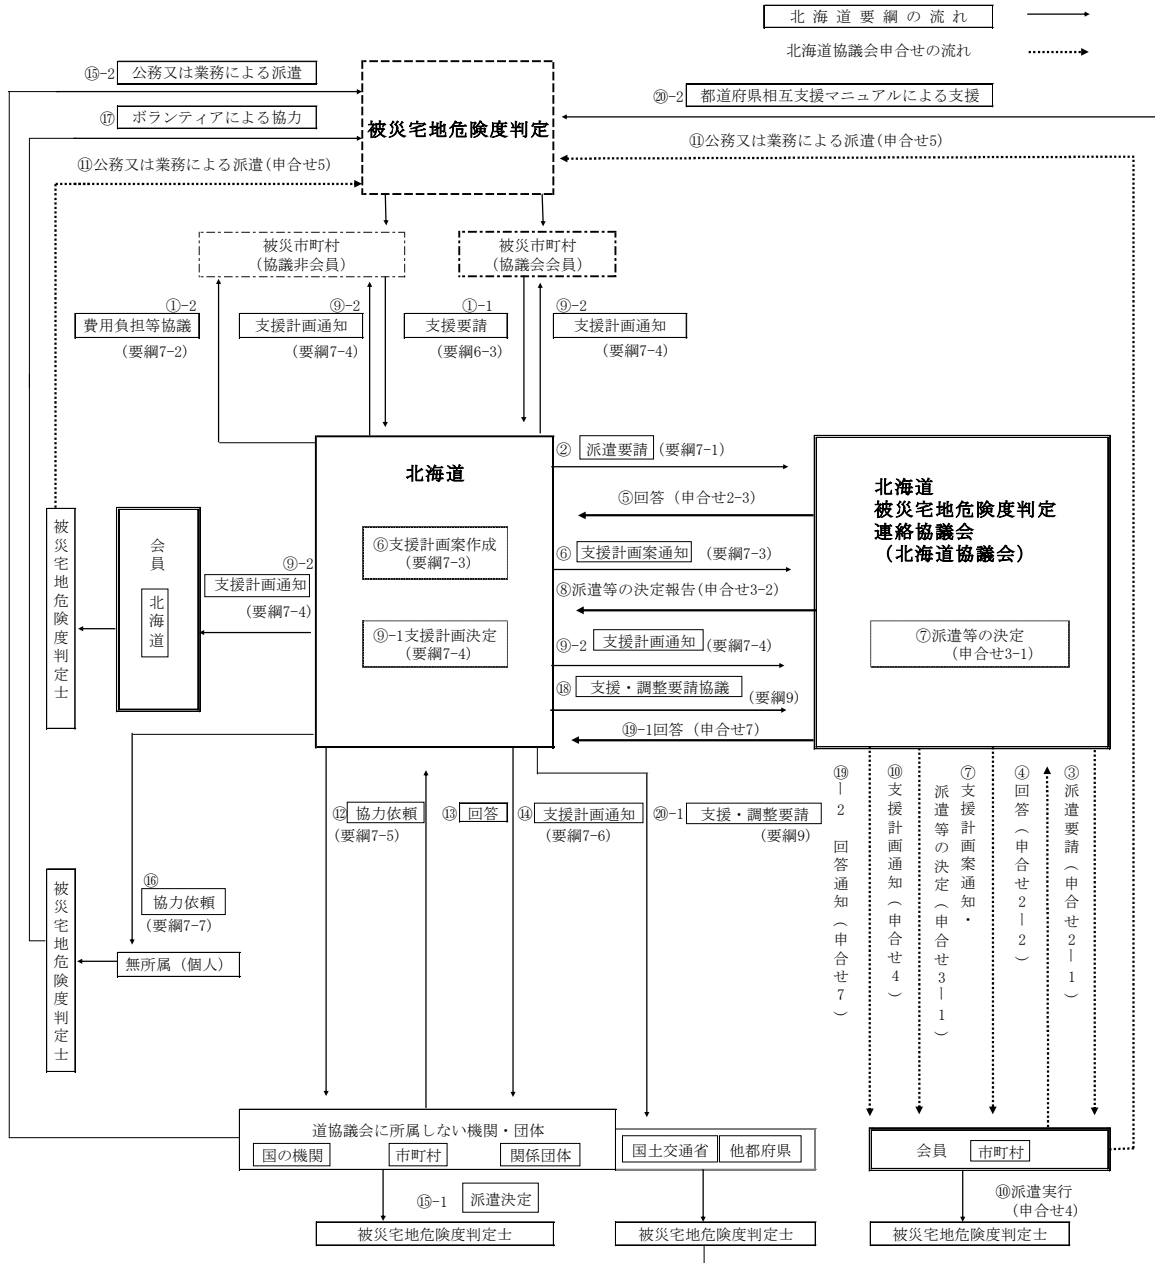 北海道要綱の流れ
北海道協議会申合せの流れ
⑮-2 公務又は業務による派遣
⑳-2 都道府県相互支援マニュアルによる支援
⑰ ボランティアによる協力
被災宅地危険度判定
⑪公務又は業務による派遣(申合せ5)
⑪公務又は業務による派遣(申合せ5)
被災市町村
(協議非会員)
被災市町村
(協議会会員)
①-2
費用負担等協議
(要綱7-2)
⑨-2
支援計画通知
(要綱7-4)
①-1
支援要請
(要綱6-3)
⑨-2
支援計画通知
(要綱7-4)
北海道
⑥支援計画案作成
(要綱7-3)
⑨-1支援計画決定
(要綱7-4)
② 派遣要請 (要綱7-1)
⑤回答 (申合せ2-3)
⑥ 支援計画案通知 (要綱7-3)
⑧派遣等の決定報告(申合せ3-2)
⑨-2 支援計画通知 (要綱7-4)
⑱ 支援・調整要請協議 (要綱9)
⑲-1回答 (申合せ7)
北海道
被災宅地危険度判定
連絡協議会
(北海道協議会)
⑦派遣等の決定
(申合せ3-1)
被災宅地危険度判定士
会員
北海道
⑨-2
支援計画通知
(要綱7-4)
⑫ 協力依頼
(要綱7-5)
⑬ 回答
⑭ 支援計画通知
(要綱7-6)
⑳-1 支援・調整要請
(要綱9)
⑲-2 回答通知(申合せ7)
⑩支援計画通知(申合せ4)
⑦支援計画案通知・
派遣等の決定(申合せ3-1)
④回答(申合せ2-2)
③派遣要請(申合せ2-1)
被災宅地危険度判定士
⑯
協力依頼
(要綱7-7)
無所属(個人)
道協議会に所属しない機関・団体
国の機関 市町村 関係団体
国土交通省 他都府県
会員 市町村
⑮-1 派遣決定
⑩派遣実行
(申合せ4)
被災宅地危険度判定士
被災宅地危険度判定士
被災宅地危険度判定士